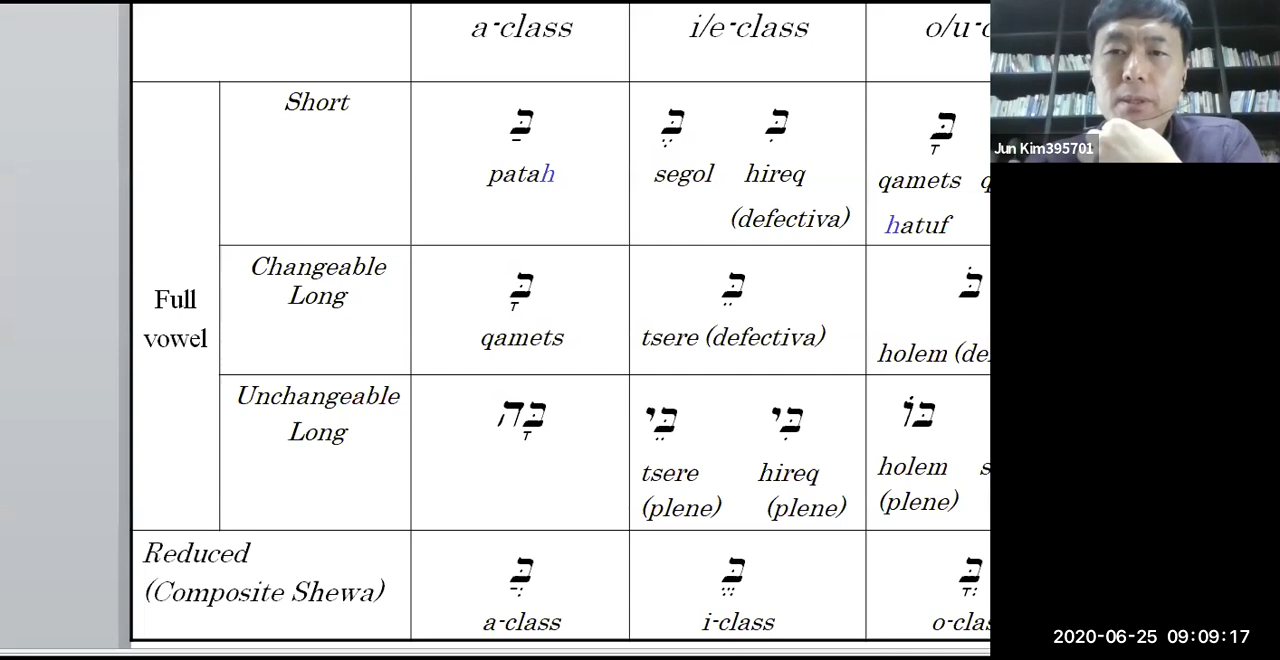 a-class i/e-class o/u-c
Short
בַּ בֶּ בִּ בָּ
patah segol hireq qamets q
(defectiva) hatuf
Changeable
Long
בָּ בֵּ בֹּ
qamets tsere (defectiva) holem (de
Full
vowel
Unchangeable
Long
בָּה בֵּי בִּי בּוֹ
tsere hireq holem s
(plene) (plene) (plene)
Reduced
(Composite Shewa)
בֲּ בֱּ בֳּ
a-class i-class o-clas
Jun Kim395701
2020-06-25 09:09:17